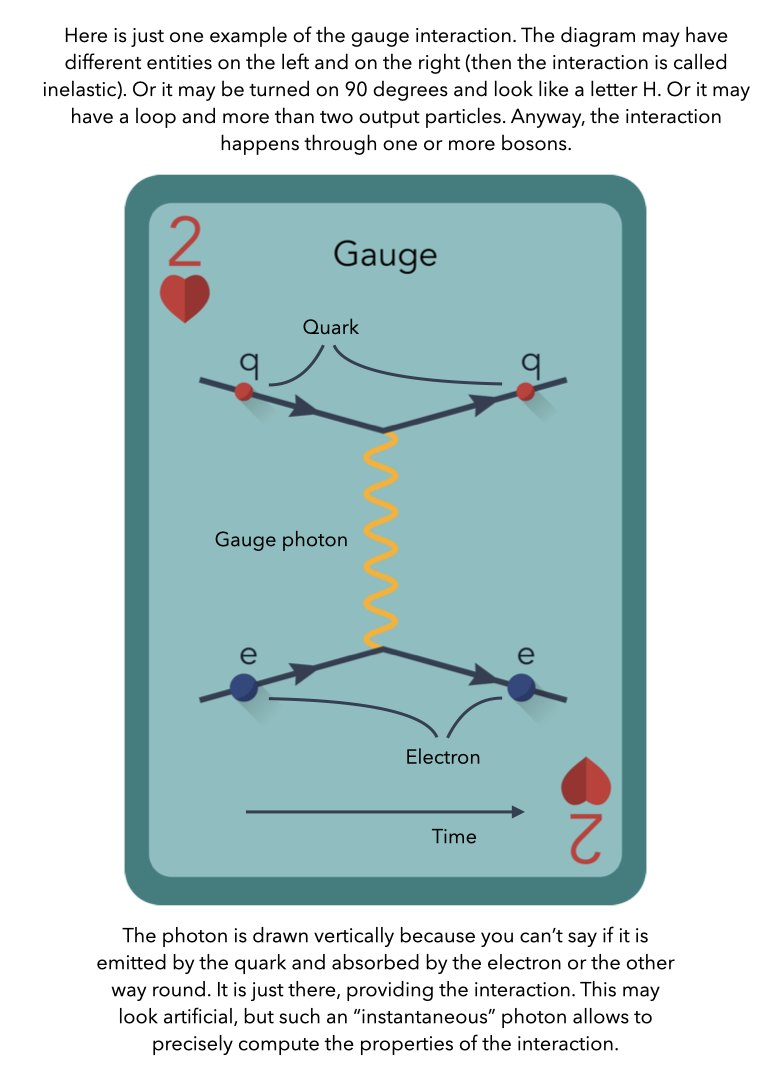 Here is just one example of the gauge interaction. The diagram may have
different entities on the left and on the right (then the interaction is called
inelastic). Or it may be turned on 90 degrees and look like a letter H. Or it may
have a loop and more than two output particles. Anyway, the interaction
happens through one or more bosons.
2
Gauge
Quark
q
q
Gauge photon
e
e
Electron
Time
2
The photon is drawn vertically because you can’t say if it is
emitted by the quark and absorbed by the electron or the other
way round. It is just there, providing the interaction. This may
look artificial, but such an “instantaneous” photon allows to
precisely compute the properties of the interaction.